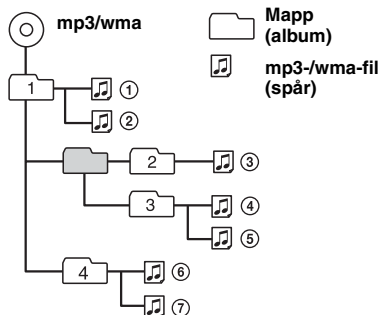 mp3/wma
Mapp
(album)
mp3-/wma-fil
(spår)
1
①
②
2
③
3
④
⑤
4
⑥
⑦